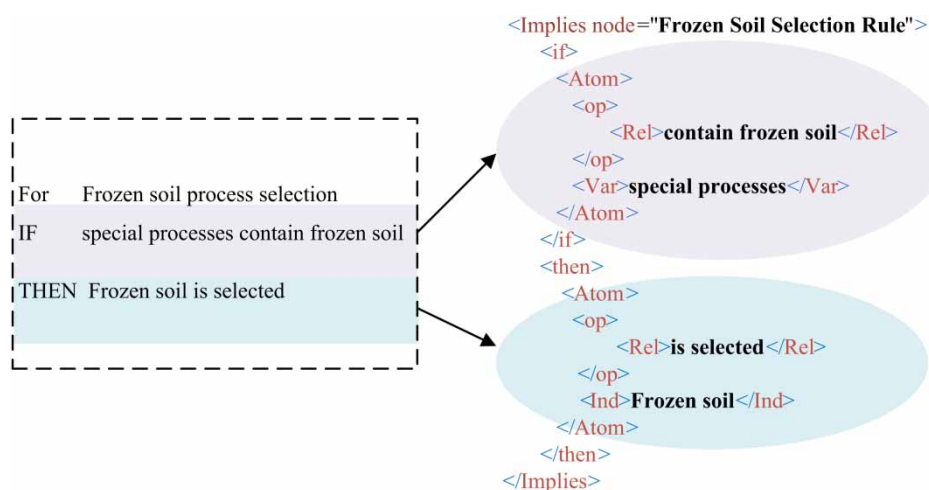 For Frozen soil process selection
IF special processes contain frozen soil
THEN Frozen soil is selected
<Implies node="Frozen Soil Selection Rule">
<if>
<Atom>
<op>
<Rel>contain frozen soil</Rel>
</op>
<Var>special processes</Var>
</Atom>
</if>
<then>
<Atom>
<op>
<Rel>is selected</Rel>
</op>
<Ind>Frozen soil</Ind>
</Atom>
</then>
</Implies>